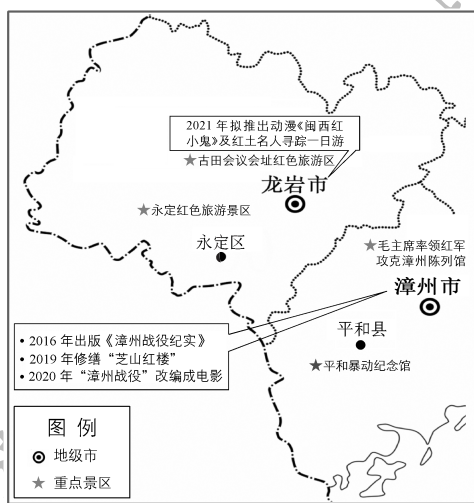 2021 年拟推出动漫《闽西红
小鬼》及红土名人寻踪一日游
★古田会议会址红色旅游区
龙岩市
★永定红色旅游景区
永定区
★毛主席率领红军
攻克漳州陈列馆
漳州市
• 2016 年出版《漳州战役纪实》
• 2019 年修缮“芝山红楼”
• 2020 年“漳州战役”改编成电影
平和县
★平和暴动纪念馆
图 例
地级市
★ 重点景区